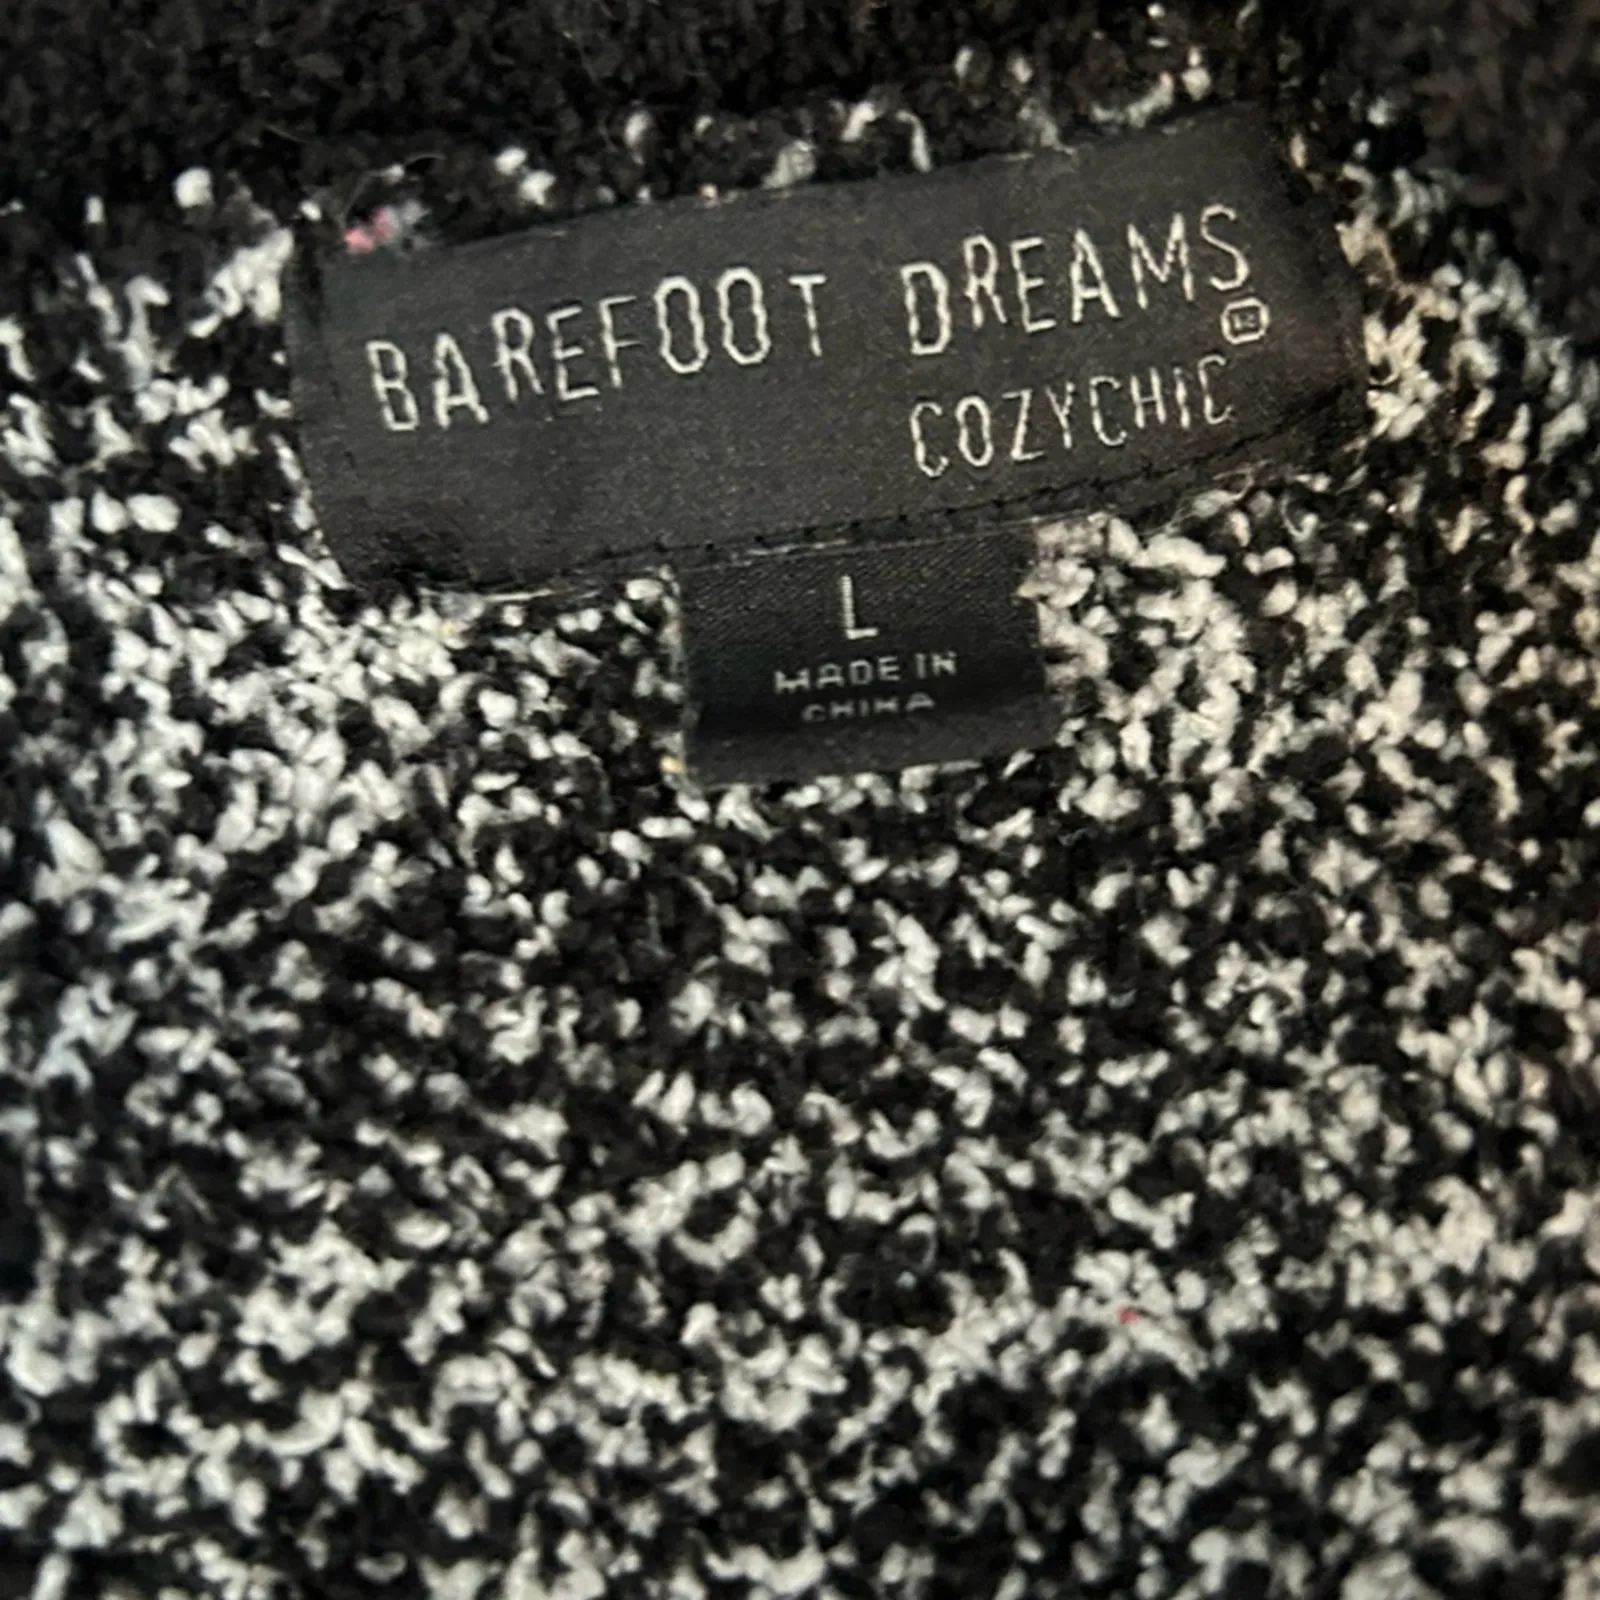 BAREFOOT DREAMS
COZYCHIC
L
MADE IN
CHINA